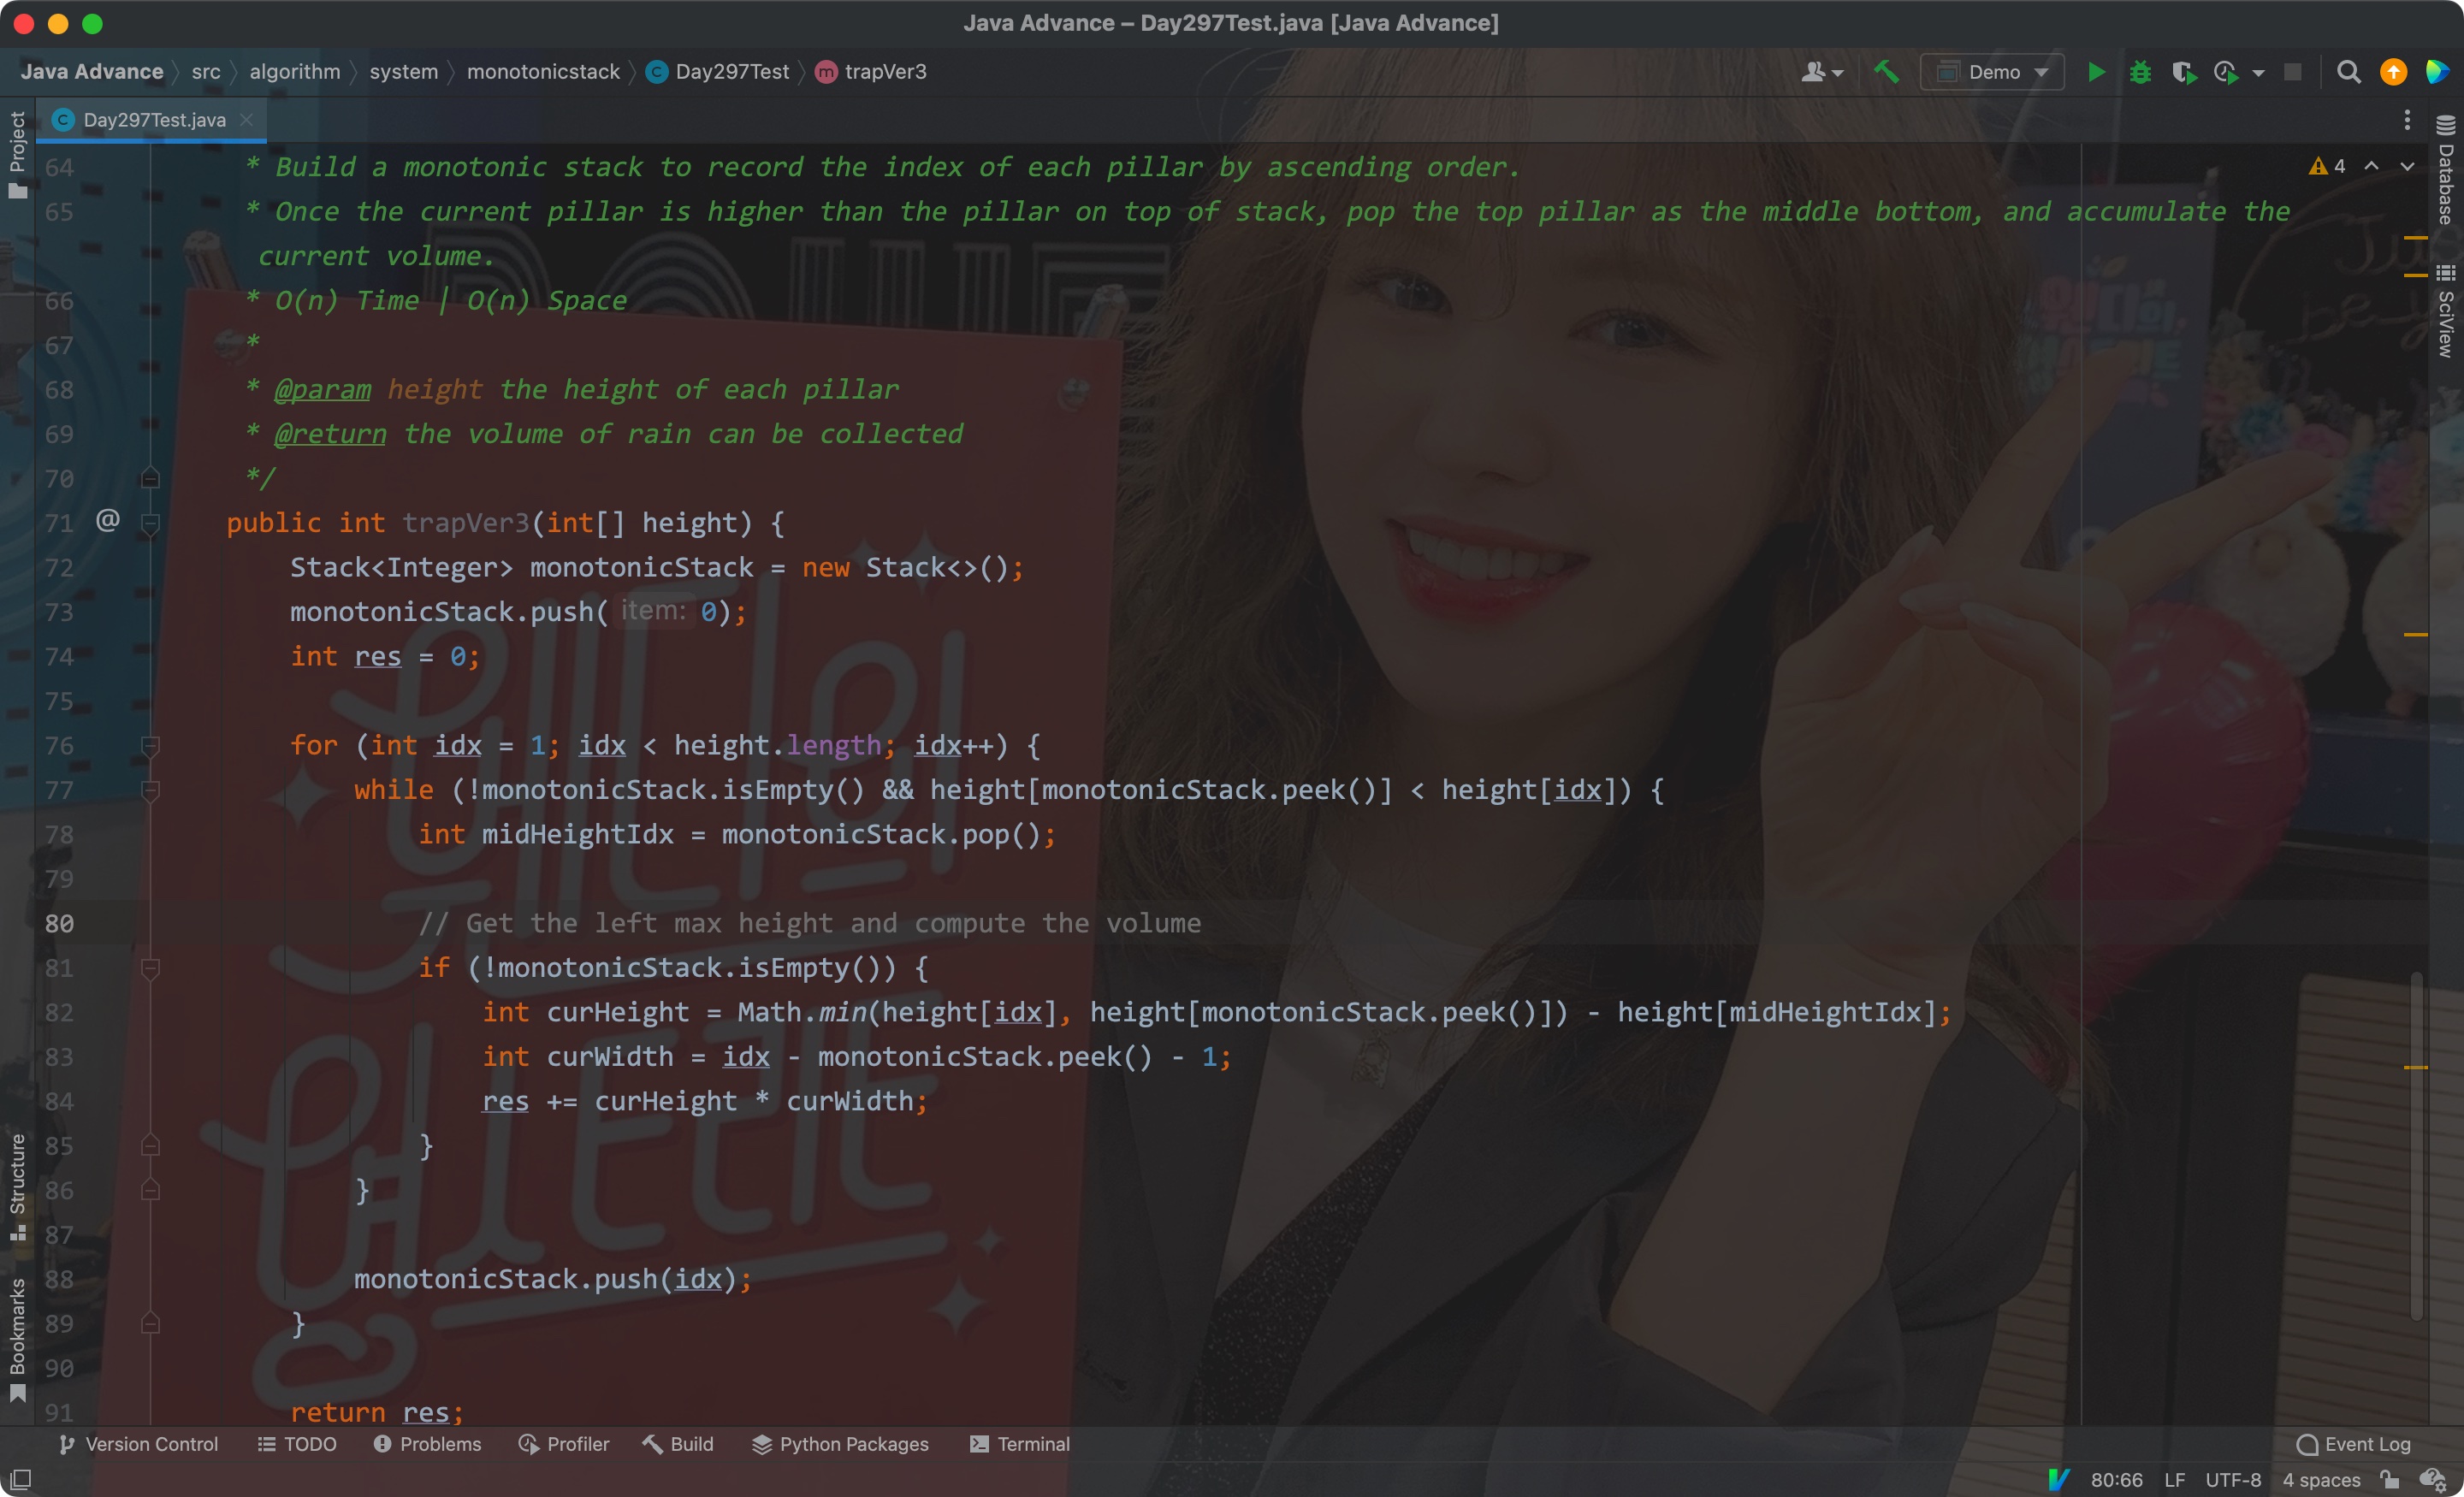 Java Advance – Day297Test.java [Java Advance]
Java Advance src algorithm system monotonicstack Day297Test trapVer3
Demo
Day297Test.java
Project
Database
SciView
Structure
Bookmarks
4
64 * Build a monotonic stack to record the index of each pillar by ascending order.
65 * Once the current pillar is higher than the pillar on top of stack, pop the top pillar as the middle bottom, and accumulate the
current volume.
66 * O(n) Time | O(n) Space
67 *
68 * @param height the height of each pillar
69 * @return the volume of rain can be collected
70 */
71 @ public int trapVer3(int[] height) {
72 Stack<Integer> monotonicStack = new Stack<>();
73 monotonicStack.push( item: 0);
74 int res = 0;
75
76 for (int idx = 1; idx < height.length; idx++) {
77 while (!monotonicStack.isEmpty() && height[monotonicStack.peek()] < height[idx]) {
78 int midHeightIdx = monotonicStack.pop();
79
80 // Get the left max height and compute the volume
81 if (!monotonicStack.isEmpty()) {
82 int curHeight = Math.min(height[idx], height[monotonicStack.peek()]) - height[midHeightIdx];
83 int curWidth = idx - monotonicStack.peek() - 1;
84 res += curHeight * curWidth;
85 }
86 }
87
88 monotonicStack.push(idx);
89 }
90
91 return res;
웬디의
영스트리트
Version Control TODO Problems Profiler Build Python Packages Terminal Event Log
80:66 LF UTF-8 4 spaces